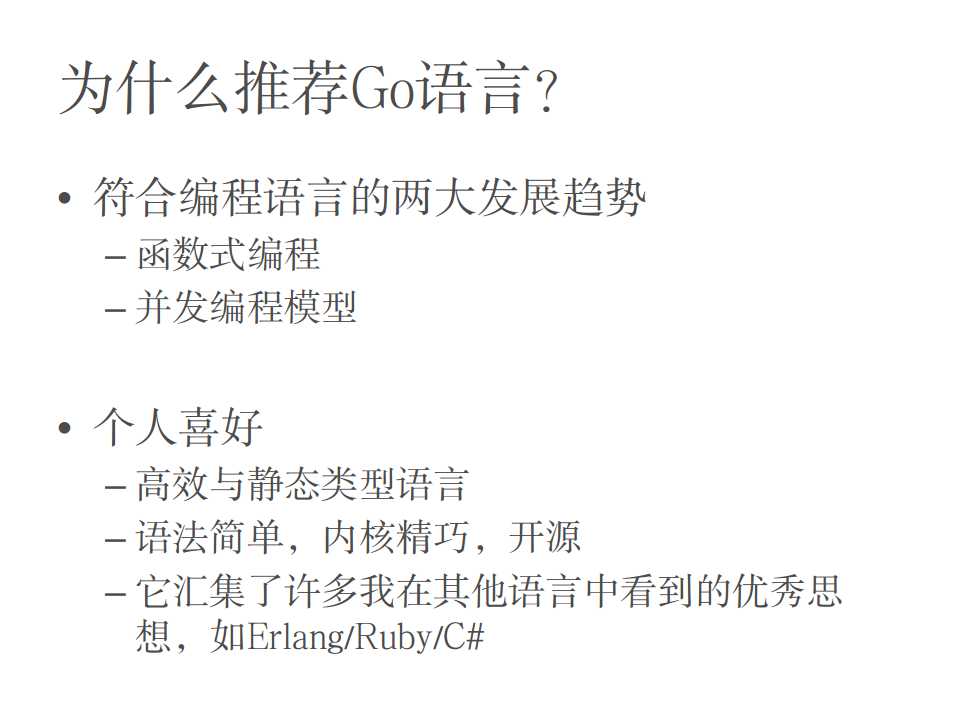 为什么推荐Go语言?
• 符合编程语言的两大发展趋势
– 函数式编程
– 并发编程模型
• 个人喜好
– 高效与静态类型语言
– 语法简单，内核精巧，开源
– 它汇集了许多我在其他语言中看到的优秀思
想，如Erlang/Ruby/C#